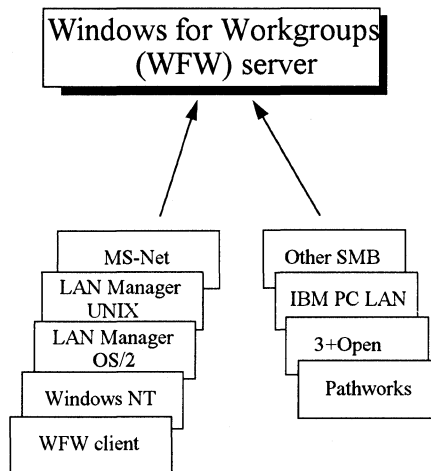 Windows for Workgroups
(WFW) server
MS-Net
LAN Manager
UNIX
LAN Manager
OS/2
Windows NT
WFW client
Other SMB
IBM PC LAN
3+Open
Pathworks